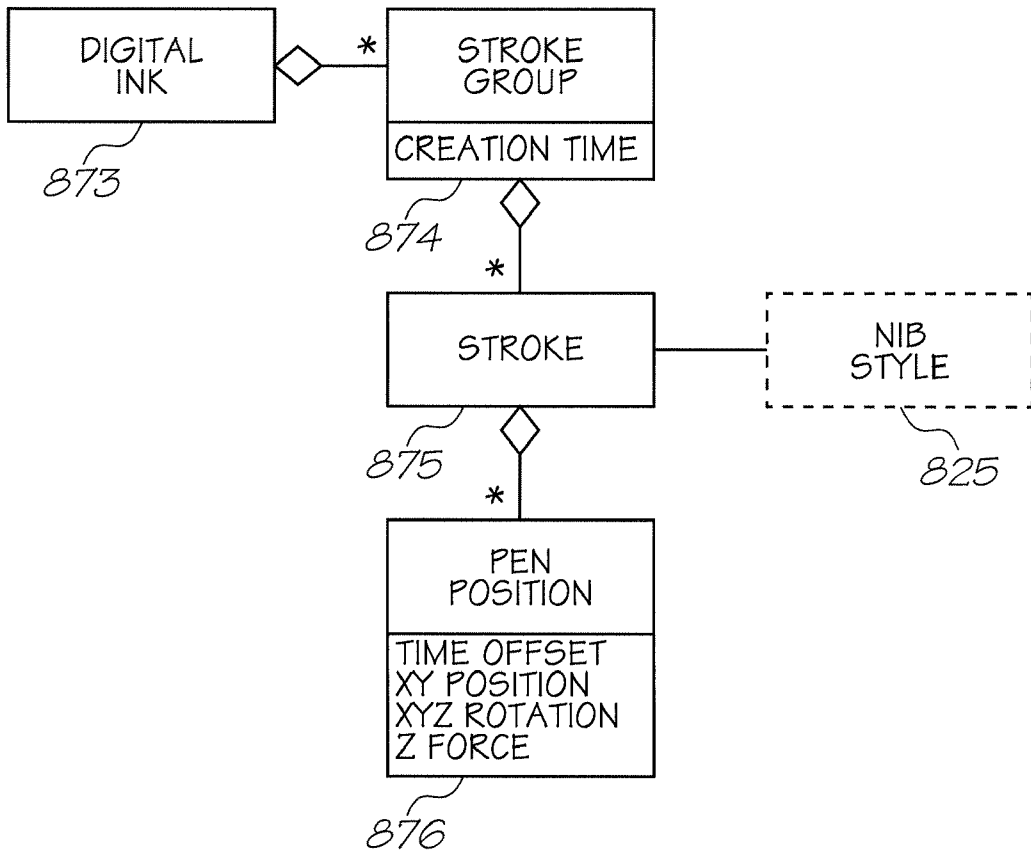 DIGITAL
INK
*
STROKE
GROUP
CREATION TIME
873
874
*
STROKE
NIB
STYLE
875
825
*
PEN
POSITION
TIME OFFSET
XY POSITION
XYZ ROTATION
Z FORCE
876